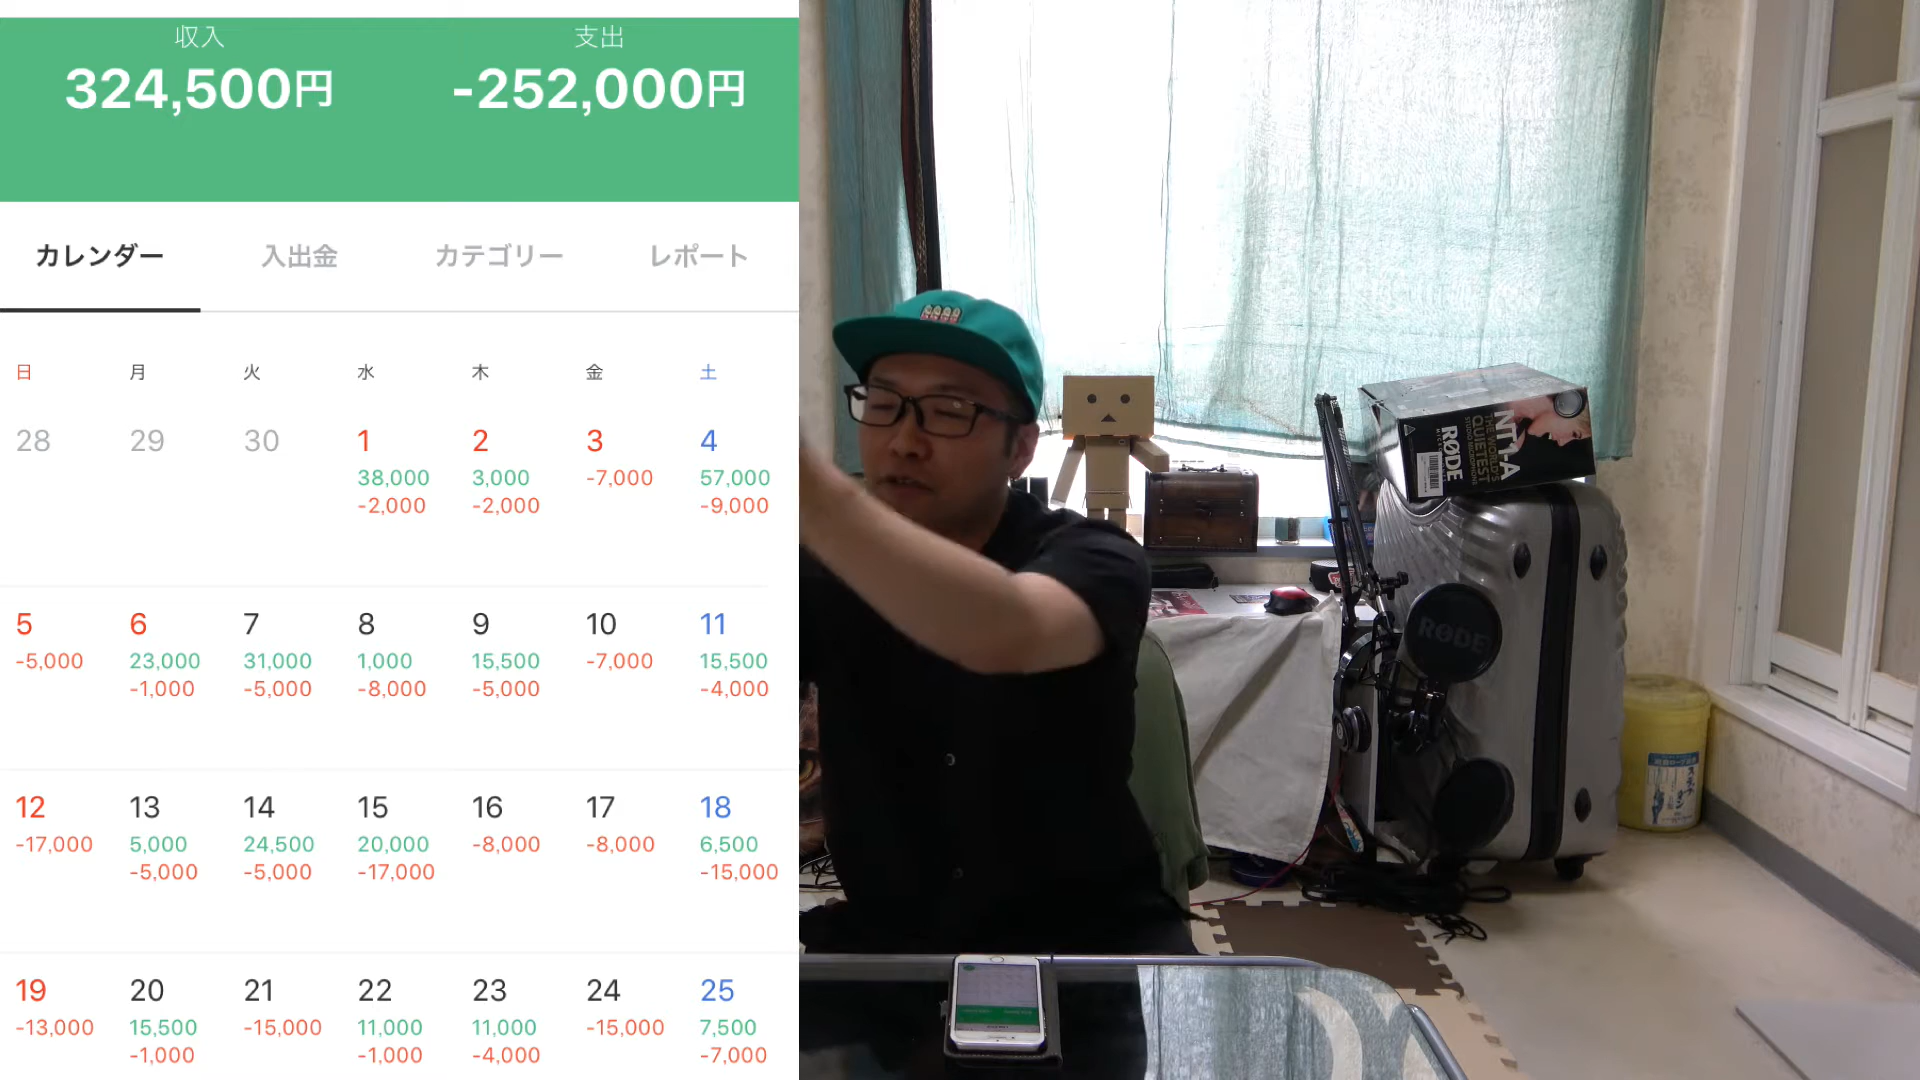 収入 支出
324,500円 -252,000円
カレンダー 入出金 カテゴリー レポート
日 月 火 水 木 金 土
28 29 30 1 2 3 4
38,000 3,000 -7,000 57,000
-2,000 -2,000 -9,000
5 6 7 8 9 10 11
-5,000 23,000 31,000 1,000 15,500 -7,000 15,500
-1,000 -5,000 -8,000 -5,000 -4,000
12 13 14 15 16 17 18
-17,000 5,000 24,500 20,000 -8,000 -8,000 6,500
-5,000 -5,000 -17,000 -15,000
19 20 21 22 23 24 25
-13,000 15,500 -15,000 11,000 11,000 -15,000 7,500
-1,000 -1,000 -4,000 -7,000
NT1-A
THE WORLD'S
QUIETEST
STUDIO MICROPHONE
RØDE
RØDE